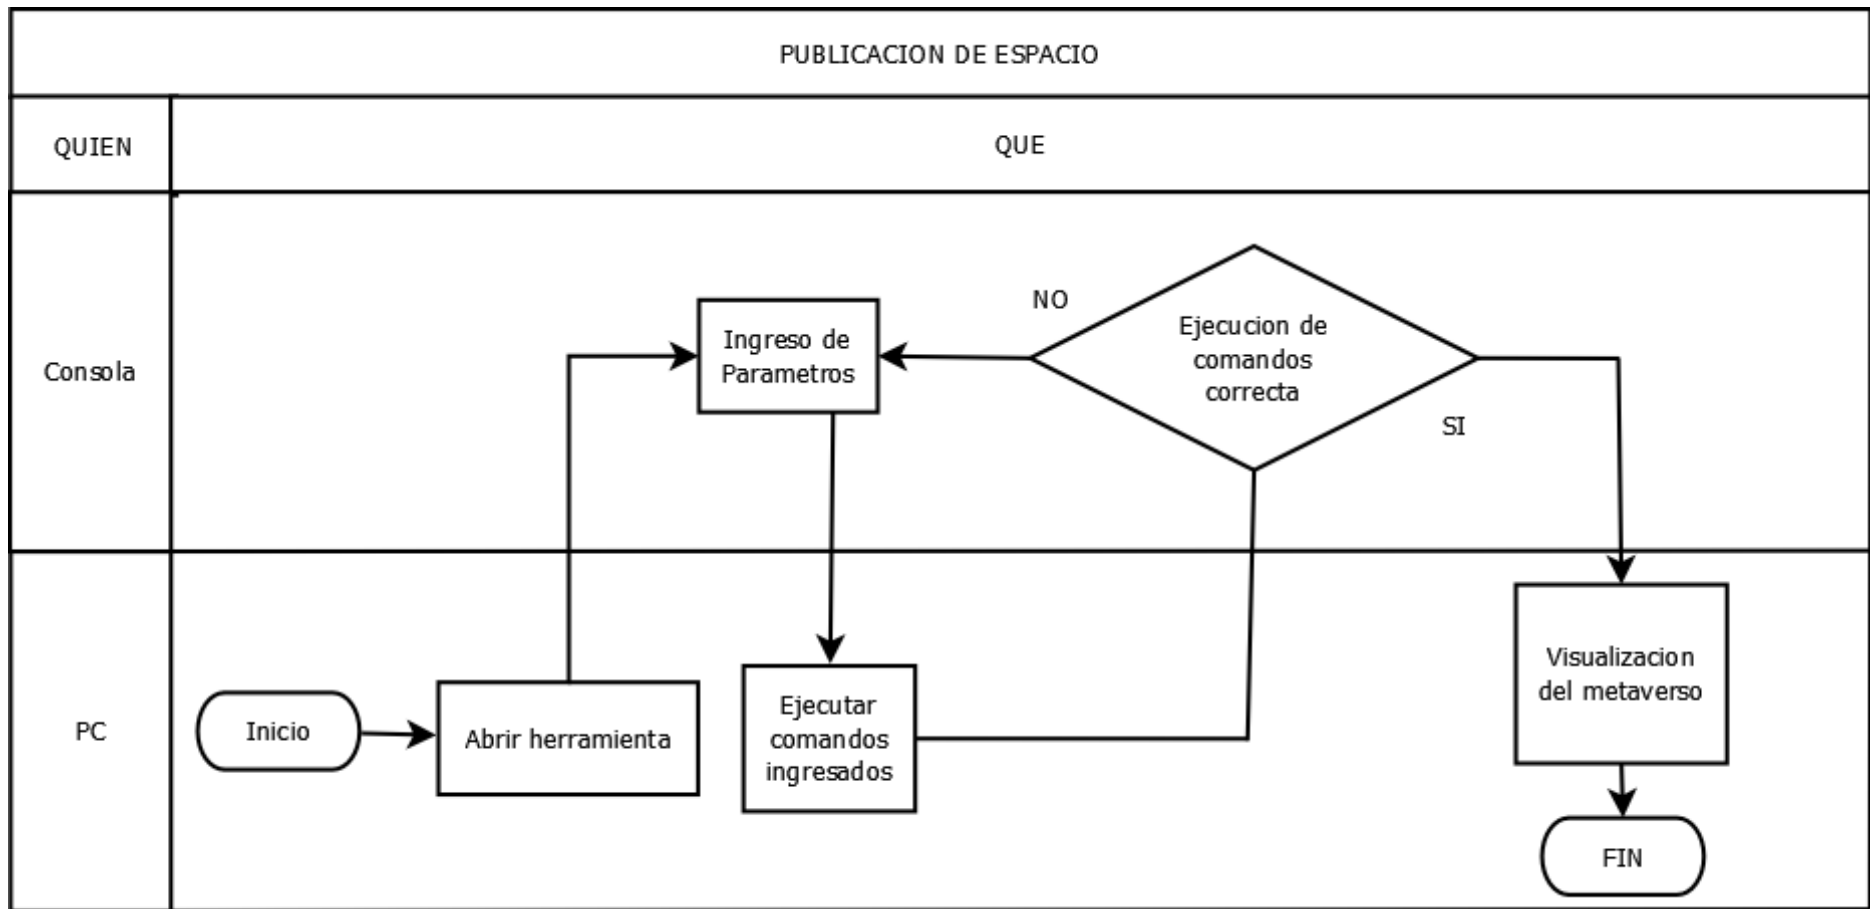 PUBLICACION DE ESPACIO
QUIEN
QUE
Consola
Ingreso de
Parametros
NO
Ejecucion de
comandos
correcta
SI
PC
Inicio
Abrir herramienta
Ejecutar
comandos
ingresados
Visualizacion
del metaverso
FIN